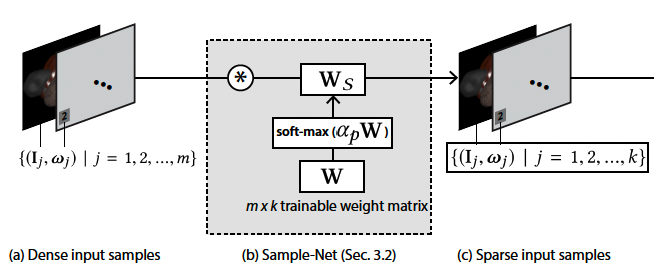 2
{(I_j, ω_j) | j = 1, 2, ..., m}
(a) Dense input samples
*
W_S
soft-max (α_pW)
W
m x k trainable weight matrix
(b) Sample-Net (Sec. 3.2)
2
{(I_j, ω_j) | j = 1, 2, ..., k}
(c) Sparse input samples